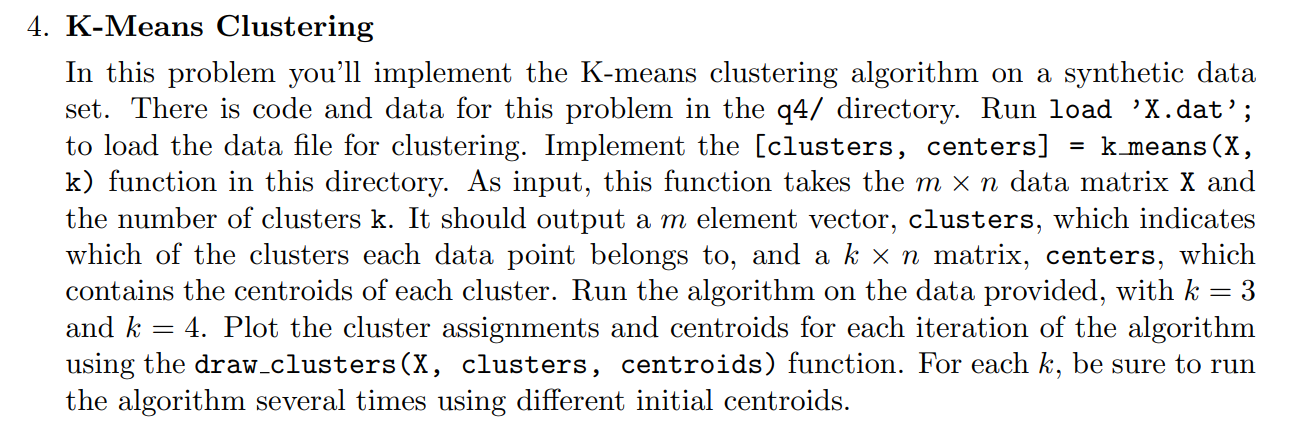 4. K-Means Clustering
In this problem you'll implement the K-means clustering algorithm on a synthetic data
set. There is code and data for this problem in the q4/ directory. Run load ’X.dat’;
to load the data file for clustering. Implement the [clusters, centers] = k_means(X,
k) function in this directory. As input, this function takes the m × n data matrix X and
the number of clusters k. It should output a m element vector, clusters, which indicates
which of the clusters each data point belongs to, and a k × n matrix, centers, which
contains the centroids of each cluster. Run the algorithm on the data provided, with k = 3
and k = 4. Plot the cluster assignments and centroids for each iteration of the algorithm
using the draw_clusters(X, clusters, centroids) function. For each k, be sure to run
the algorithm several times using different initial centroids.